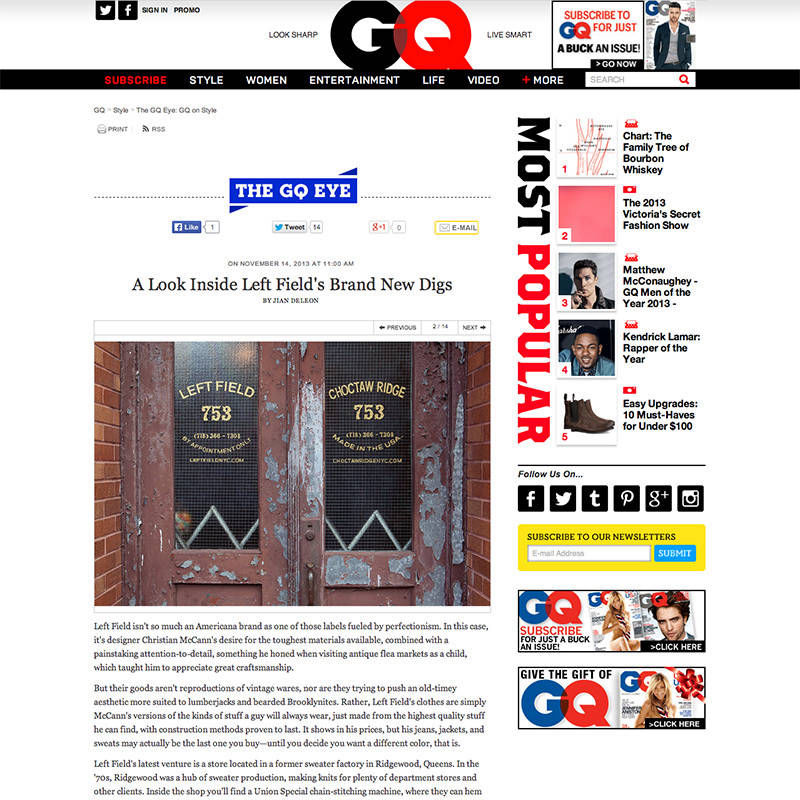 SIGN IN PROMO
LOOK SHARP
GQ
LIVE SMART
SUBSCRIBE TO
GQ FOR JUST
A BUCK AN ISSUE!
> GO NOW
GQ
SUBSCRIBE STYLE WOMEN ENTERTAINMENT LIFE VIDEO + MORE
SEARCH
GQ > Style > The GQ Eye: GQ on Style
PRINT RSS
THE GQ EYE
Like 1
Tweet 14
g+1 0
E-MAIL
ON NOVEMBER 14, 2013 AT 11:00 AM
A Look Inside Left Field's Brand New Digs
BY JIAN DELEON
PREVIOUS 2 / 14 NEXT
LEFT FIELD
753
(718) 366 - 7301
BY APPOINTMENT ONLY
LEFTFIELDNYC.COM
CHOCTAW RIDGE
753
(718) 366 - 7301
MADE IN THE U.S.A.
CHOCTAWRIDGENYC.COM
Left Field isn't so much an Americana brand as one of those labels fueled by perfectionism. In this case,
it's designer Christian McCann's desire for the toughest materials available, combined with a
painstaking attention-to-detail, something he honed when visiting antique flea markets as a child,
which taught him to appreciate great craftsmanship.
But their goods aren't reproductions of vintage wares, nor are they trying to push an old-timey
aesthetic more suited to lumberjacks and bearded Brooklynites. Rather, Left Field's clothes are simply
McCann's versions of the kinds of stuff a guy will always wear, just made from the highest quality stuff
he can find, with construction methods proven to last. It shows in his prices, but his jeans, jackets, and
sweats may actually be the last one you buy—until you decide you want a different color, that is.
Left Field's latest venture is a store located in a former sweater factory in Ridgewood, Queens. In the
'70s, Ridgewood was a hub of sweater production, making knits for plenty of department stores and
other clients. Inside the shop you'll find a Union Special chain-stitching machine, where they can hem
MOST POPULAR
1
Chart: The
Family Tree of
Bourbon
Whiskey
2
The 2013
Victoria's Secret
Fashion Show
3
Matthew
McConaughey -
GQ Men of the
Year 2013 -
4
Kendrick Lamar:
Rapper of the
Year
5
Easy Upgrades:
10 Must-Haves
for Under $100
Follow Us On...
SUBSCRIBE TO OUR NEWSLETTERS
E-mail Address
SUBMIT
GQ
SUBSCRIBE
FOR JUST A BUCK
AN ISSUE!
GQ
GQ
>CLICK HERE
GIVE THE GIFT OF
GQ
GQ
>CLICK HERE